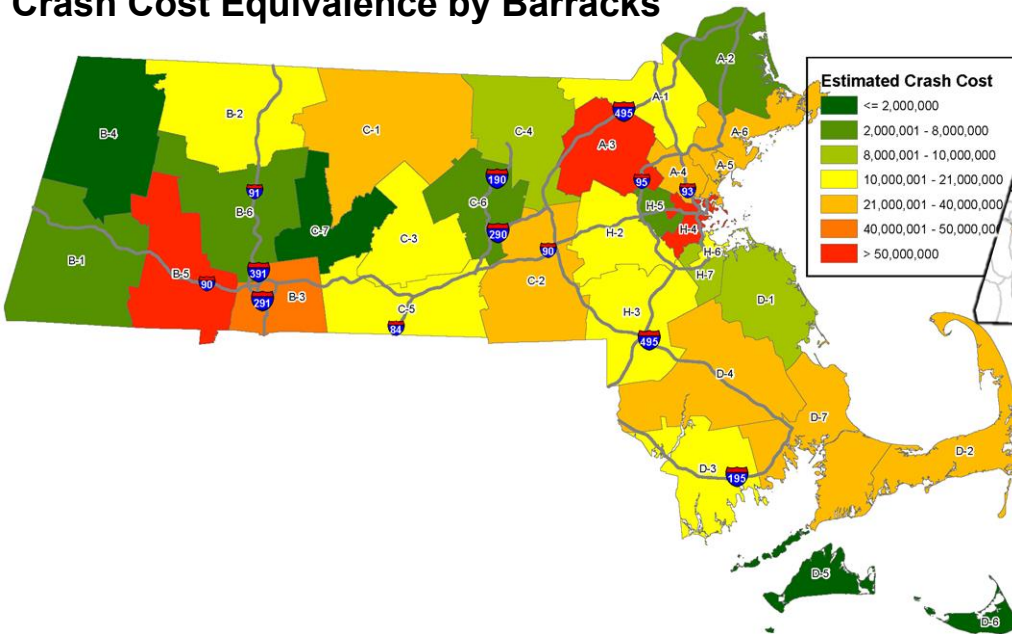 Crash Cost Equivalence by Barracks
Estimated Crash Cost
<= 2,000,000
2,000,001 - 8,000,000
8,000,001 - 10,000,000
10,000,001 - 21,000,000
21,000,001 - 40,000,000
40,000,001 - 50,000,000
> 50,000,000
A-2
B-4
B-2
C-1
C-4
A-1
495
A-3
A-6
A-5
A-4
95
93
190
91
B-6
C-7
C-6
H-5
H-4
C-3
290
H-2
H-6
B-1
B-5
391
90
H-7
90
291
B-3
C-2
D-1
C-5
84
H-3
495
D-4
D-7
D-2
D-3
195
D-5
D-6